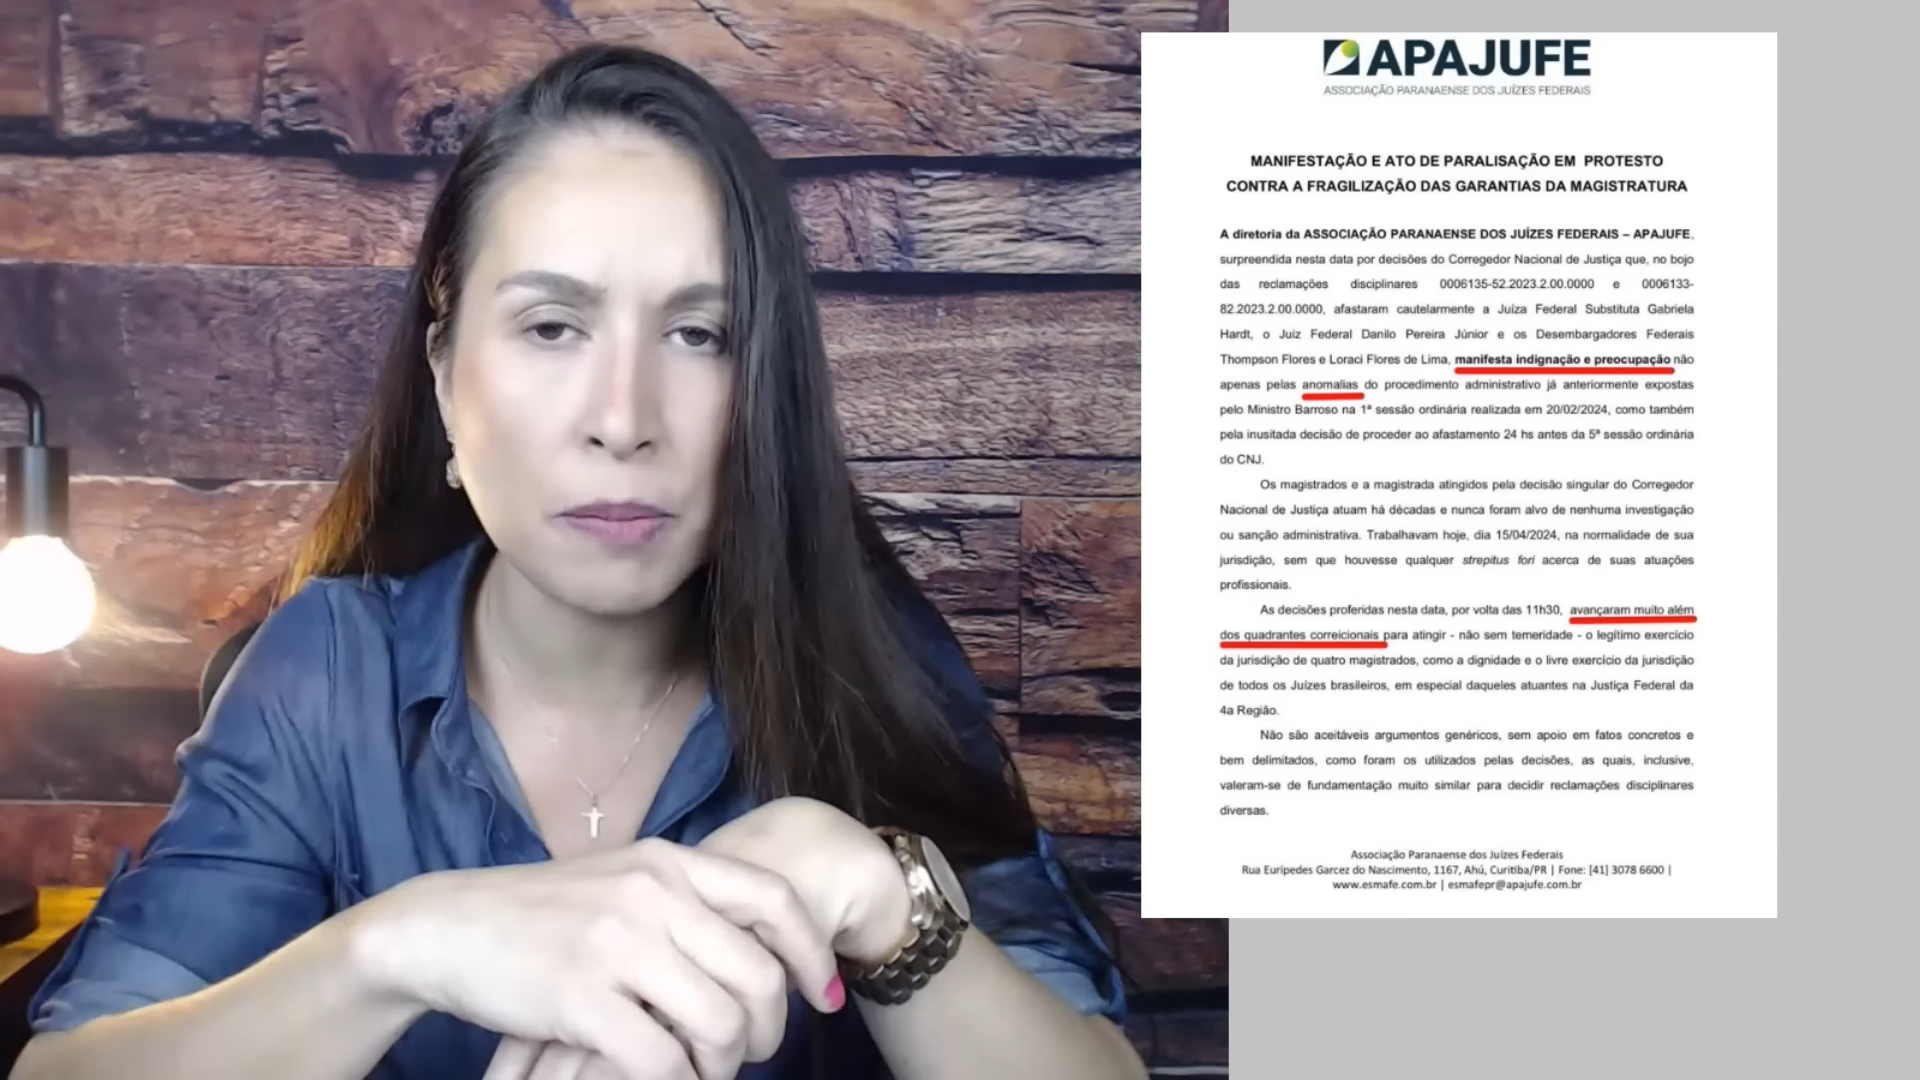 APAJUFE
ASSOCIAÇÃO PARANAENSE DOS JUÍZES FEDERAIS
MANIFESTAÇÃO E ATO DE PARALISAÇÃO EM PROTESTO
CONTRA A FRAGILIZAÇÃO DAS GARANTIAS DA MAGISTRATURA
A diretoria da ASSOCIAÇÃO PARANAENSE DOS JUÍZES FEDERAIS – APAJUFE,
surpreendida nesta data por decisões do Corregedor Nacional de Justiça que, no bojo
das reclamações disciplinares 0006135-52.2023.2.00.0000 e 0006133-
82.2023.2.00.0000, afastaram cautelarmente a Juíza Federal Substituta Gabriela
Hardt, o Juiz Federal Danilo Pereira Júnior e os Desembargadores Federais
Thompson Flores e Loraci Flores de Lima, manifesta indignação e preocupação não
apenas pelas anomalias do procedimento administrativo já anteriormente expostas
pelo Ministro Barroso na 1ª sessão ordinária realizada em 20/02/2024, como também
pela inusitada decisão de proceder ao afastamento 24 hs antes da 5ª sessão ordinária
do CNJ.
Os magistrados e a magistrada atingidos pela decisão singular do Corregedor
Nacional de Justiça atuam há décadas e nunca foram alvo de nenhuma investigação
ou sanção administrativa. Trabalhavam hoje, dia 15/04/2024, na normalidade de sua
jurisdição, sem que houvesse qualquer strepitus fori acerca de suas atuações
profissionais.
As decisões proferidas nesta data, por volta das 11h30, avançaram muito além
dos quadrantes correicionais para atingir - não sem temeridade - o legítimo exercício
da jurisdição de quatro magistrados, como a dignidade e o livre exercício da jurisdição
de todos os Juízes brasileiros, em especial daqueles atuantes na Justiça Federal da
4a Região.
Não são aceitáveis argumentos genéricos, sem apoio em fatos concretos e
bem delimitados, como foram os utilizados pelas decisões, as quais, inclusive,
valeram-se de fundamentação muito similar para decidir reclamações disciplinares
diversas.
Associação Paranaense dos Juízes Federais
Rua Eurípedes Garcez do Nascimento, 1167, Ahú, Curitiba/PR | Fone: [41] 3078 6600 |
www.esmafe.com.br | esmafepr@apajufe.com.br